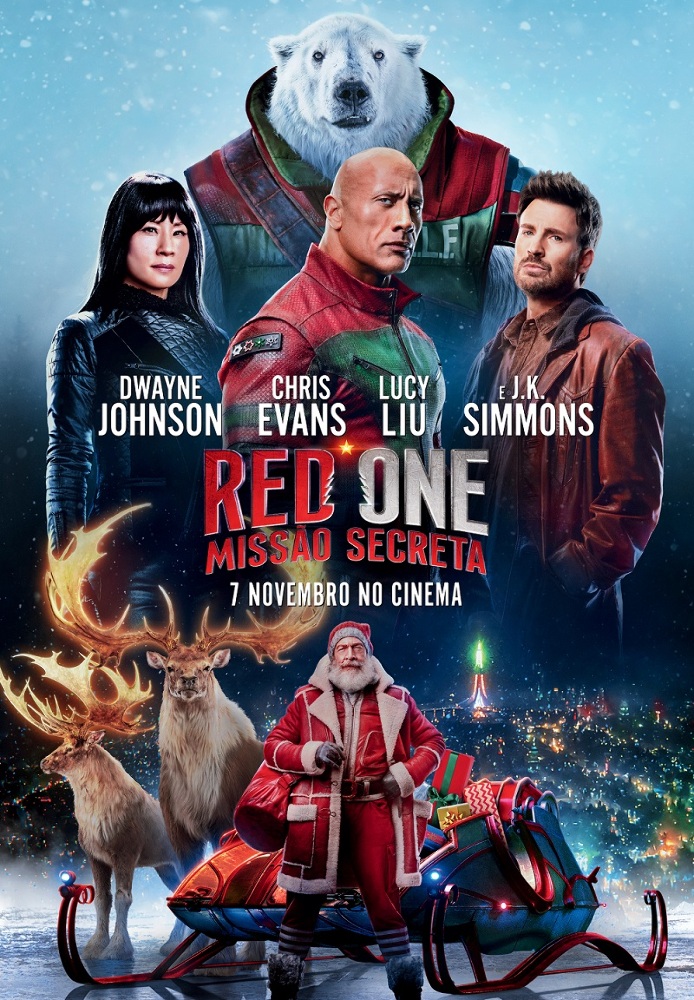 DWAYNE
JOHNSON
CHRIS
EVANS
LUCY
LIU
E J.K.
SIMMONS
RED ONE
MISSÃO SECRETA
7 NOVEMBRO NO CINEMA